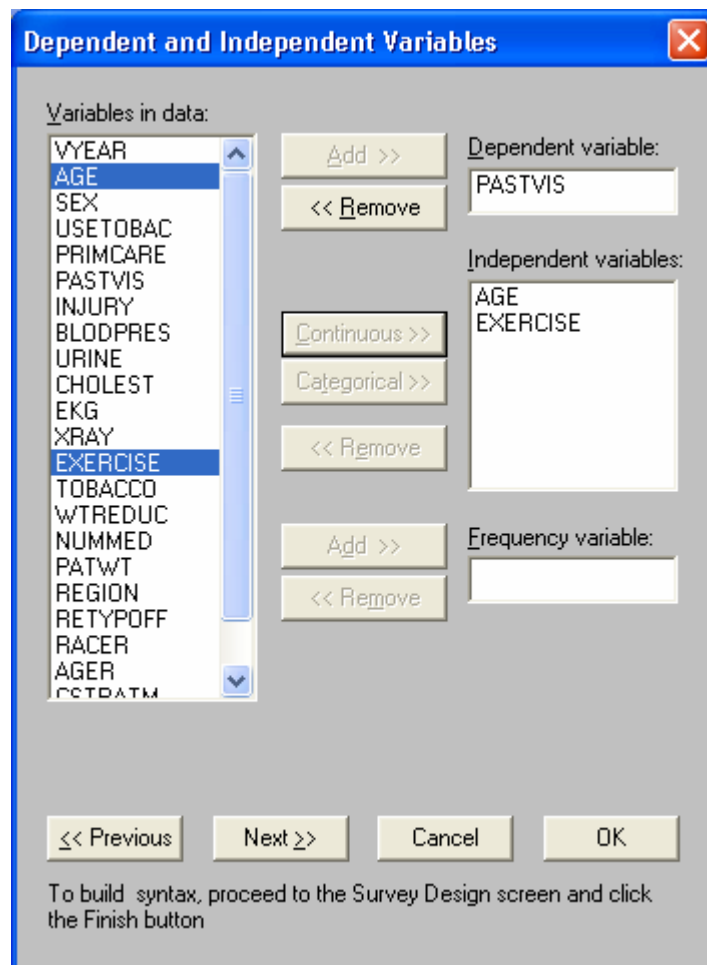 Dependent and Independent Variables
Variables in data:
VYEAR
AGE
SEX
USETOBAC
PRIMCARE
PASTVIS
INJURY
BLODPRES
URINE
CHOLEST
EKG
XRAY
EXERCISE
TOBACCO
WTREDUC
NUMMED
PATWT
REGION
RETYPOFF
RACER
AGER
CSTRATM
Add >>
<< Remove
Dependent variable:
PASTVIS
Continuous >>
Categorical >>
<< Remove
Independent variables:
AGE
EXERCISE
Add >>
<< Remove
Frequency variable:
<< Previous
Next >>
Cancel
OK
To build syntax, proceed to the Survey Design screen and click
the Finish button